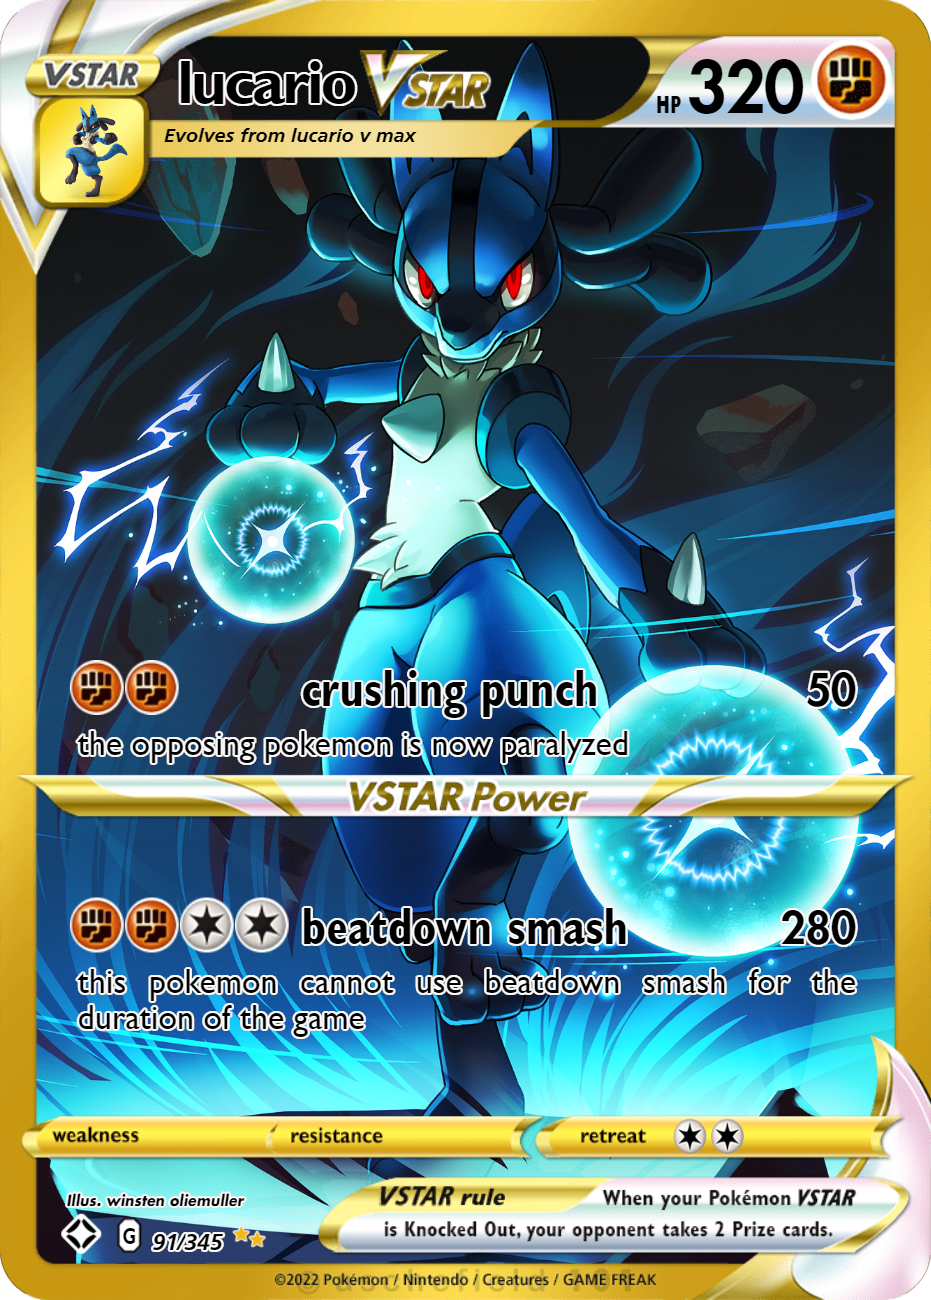 VSTAR
lucario VSTAR
HP 320
Evolves from lucario v max
crushing punch 50
the opposing pokemon is now paralyzed
VSTAR Power
beatdown smash 280
this pokemon cannot use beatdown smash for the
duration of the game
weakness resistance retreat
Illus. winsten oliemuller
VSTAR rule When your Pokémon VSTAR
is Knocked Out, your opponent takes 2 Prize cards.
G 91/345
©2022 Pokémon / Nintendo / Creatures / GAME FREAK